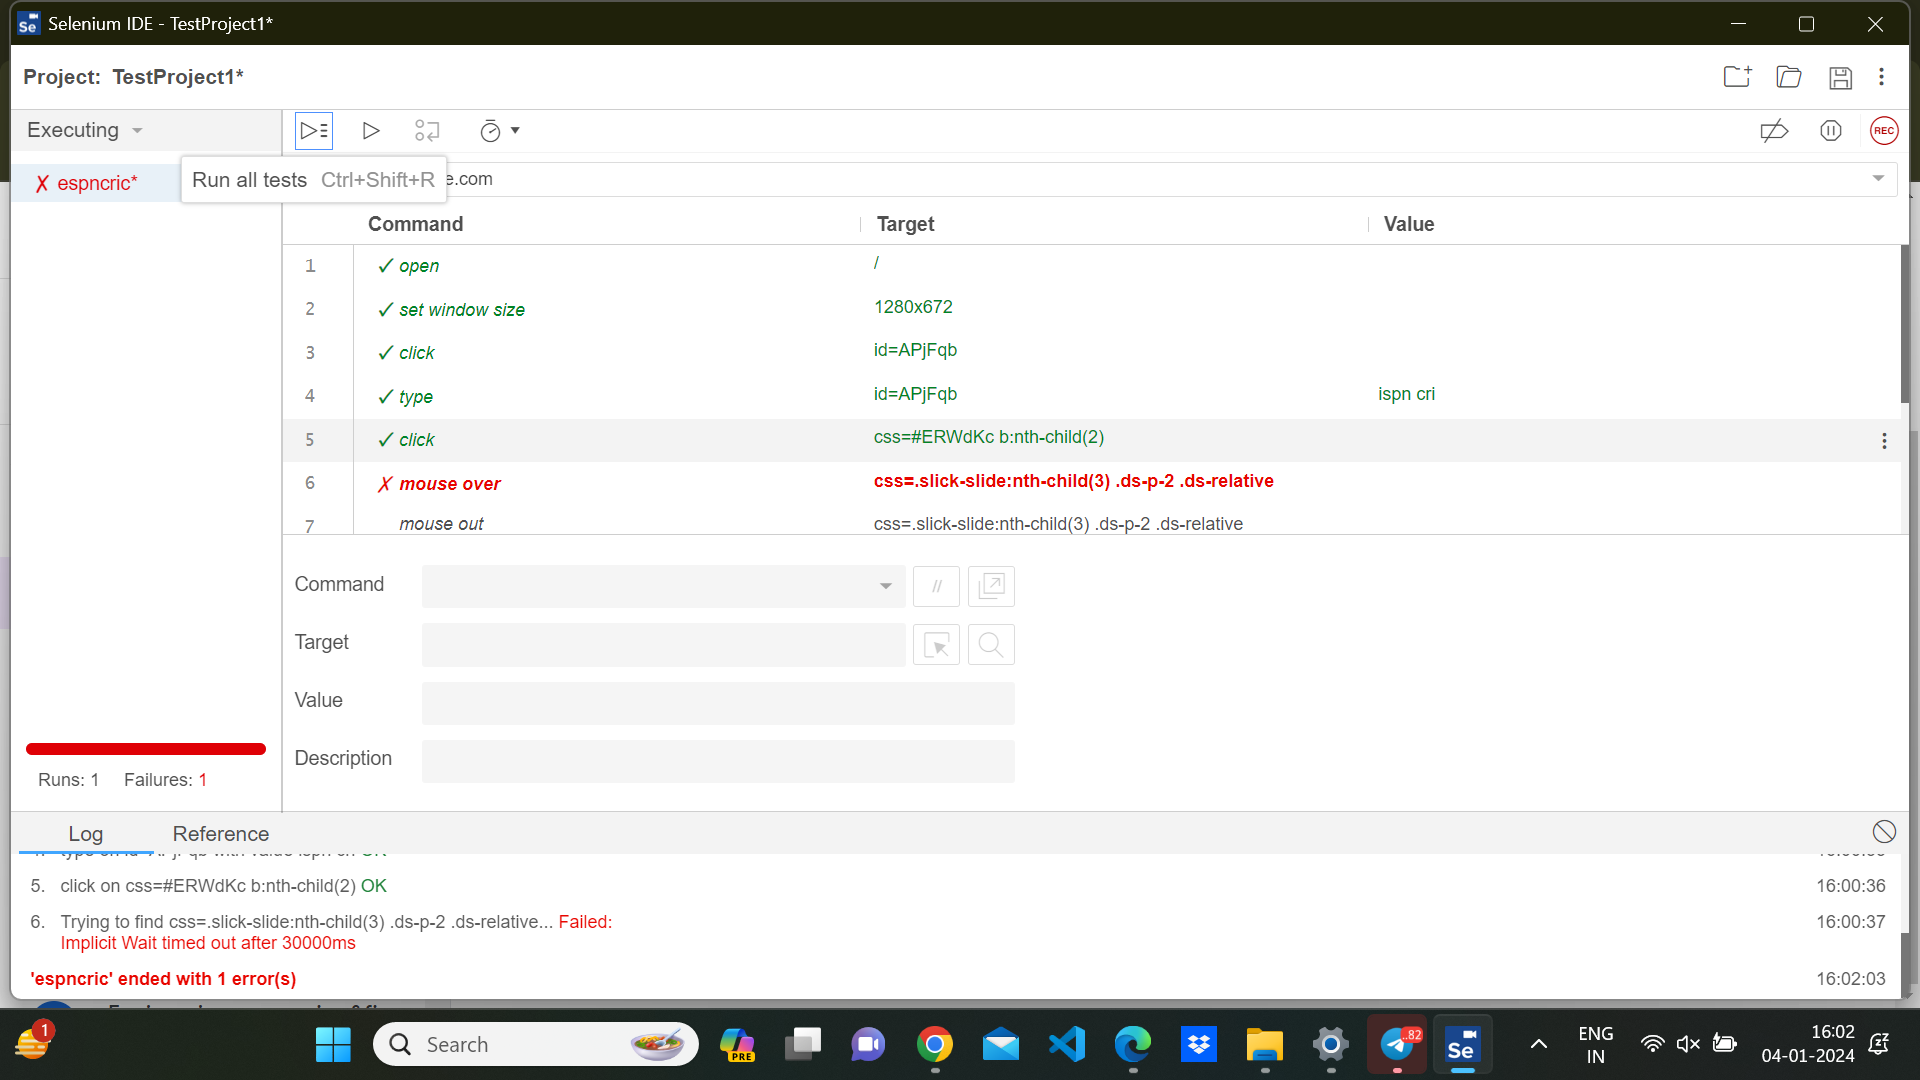 Selenium IDE - TestProject1*
Project: TestProject1*
Executing
REC
✗ espncric*
Run all tests Ctrl+Shift+R
e.com
Command Target Value
1 ✓ open /
2 ✓ set window size 1280x672
3 ✓ click id=APjFqb
4 ✓ type id=APjFqb ispn cri
5 ✓ click css=#ERWdKc b:nth-child(2)
6 ✗ mouse over css=.slick-slide:nth-child(3) .ds-p-2 .ds-relative
7 mouse out css=.slick-slide:nth-child(3) .ds-p-2 .ds-relative
Command //
Target
Value
Description
Runs: 1 Failures: 1
Log Reference
5. click on css=#ERWdKc b:nth-child(2) OK 16:00:36
6. Trying to find css=.slick-slide:nth-child(3) .ds-p-2 .ds-relative... Failed: 16:00:37
Implicit Wait timed out after 30000ms
'espncric' ended with 1 error(s) 16:02:03
1
Search
PRE
..82
Se
ENG
IN
16:02
04-01-2024